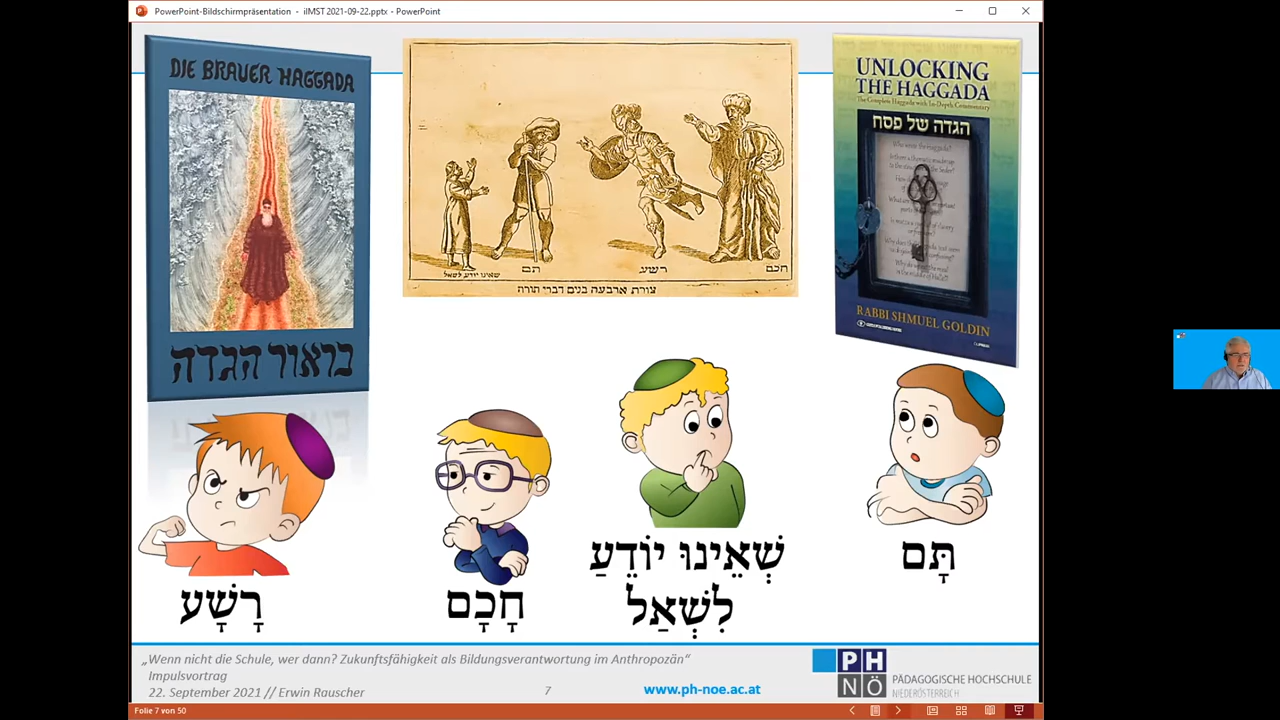 PowerPoint-Bildschirmpräsentation - iIMST 2021-09-22.pptx - PowerPoint
DIE BRAUER HAGGADA
בראור הגדה
שאינו יודע לשאל
תם
רשע
חכם
צורת ארבעה בנים דברי תורה
UNLOCKING
THE HAGGADA
The Complete Haggada with In-Depth Commentary
הגדה של פסח
RABBI SHMUEL GOLDIN
רָשָׁע
חָכָם
שְׁאֵינוּ יוֹדֵעַ
לִשְׁאַל
תָּם
„Wenn nicht die Schule, wer dann? Zukunftsfähigkeit als Bildungsverantwortung im Anthropozän“
Impulsvortrag
22. September 2021 // Erwin Rauscher
7
www.ph-noe.ac.at
PH
NÖ
PÄDAGOGISCHE HOCHSCHULE
NIEDERÖSTERREICH
Folie 7 von 50